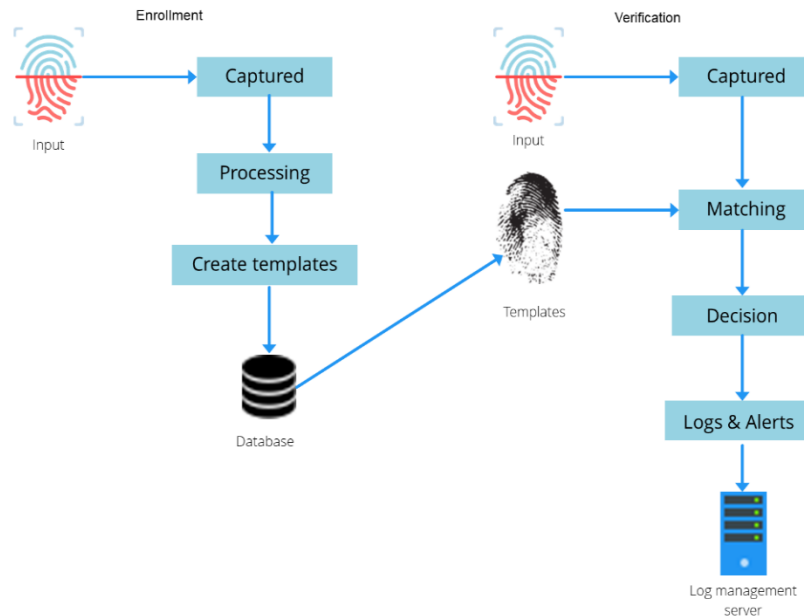 Enrollment
Input
Captured
Processing
Create templates
Database
Verification
Input
Captured
Templates
Matching
Decision
Logs & Alerts
Log management
server